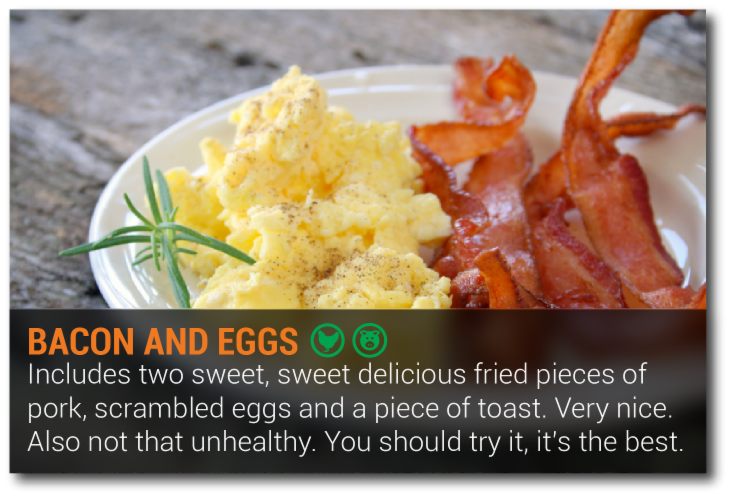 BACON AND EGGS
Includes two sweet, sweet delicious fried pieces of
pork, scrambled eggs and a piece of toast. Very nice.
Also not that unhealthy. You should try it, it's the best.